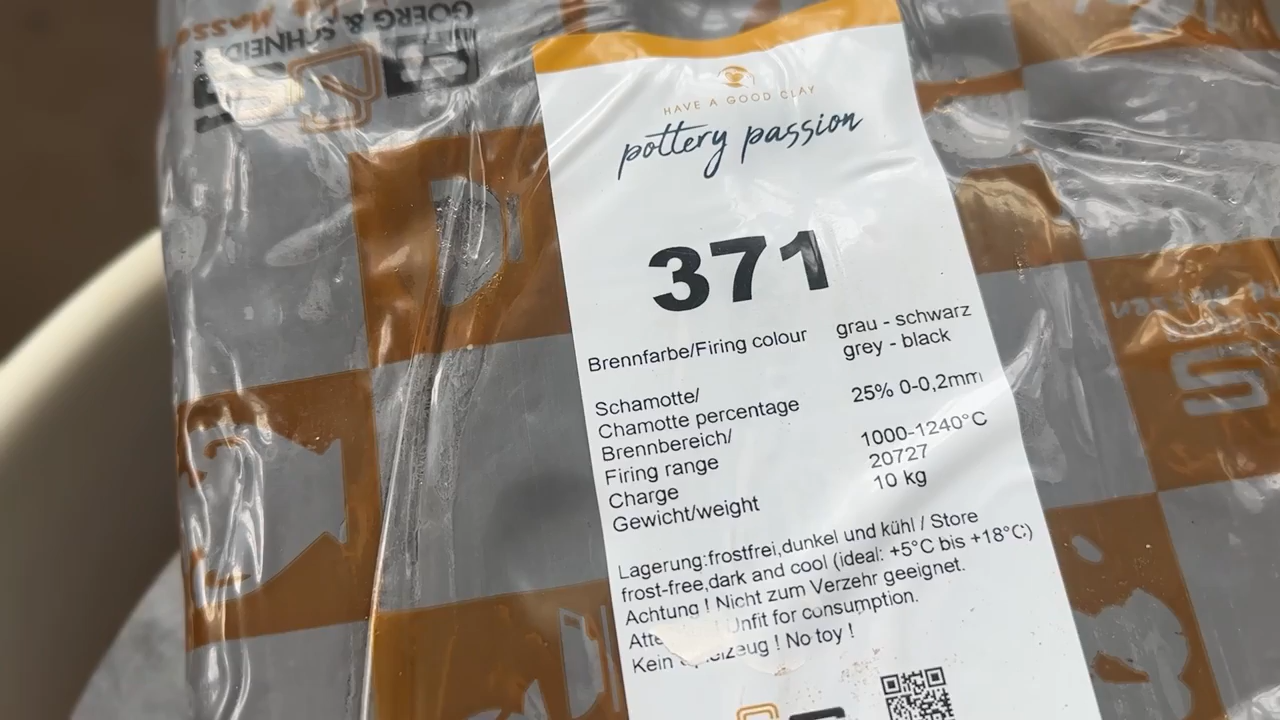 GOERG & SCHNEIDER
HAVE A GOOD CLAY
pottery passion
371
Brennfarbe/Firing colour grau - schwarz
grey - black
Schamotte/
Chamotte percentage 25% 0-0,2mm
Brennbereich/
Firing range 1000-1240°C
Charge 20727
Gewicht/weight 10 kg
Lagerung:frostfrei,dunkel und kühl / Store
frost-free,dark and cool (ideal: +5°C bis +18°C)
Achtung ! Nicht zum Verzehr geeignet.
! Unfit for consumption.
Kein ! No toy !